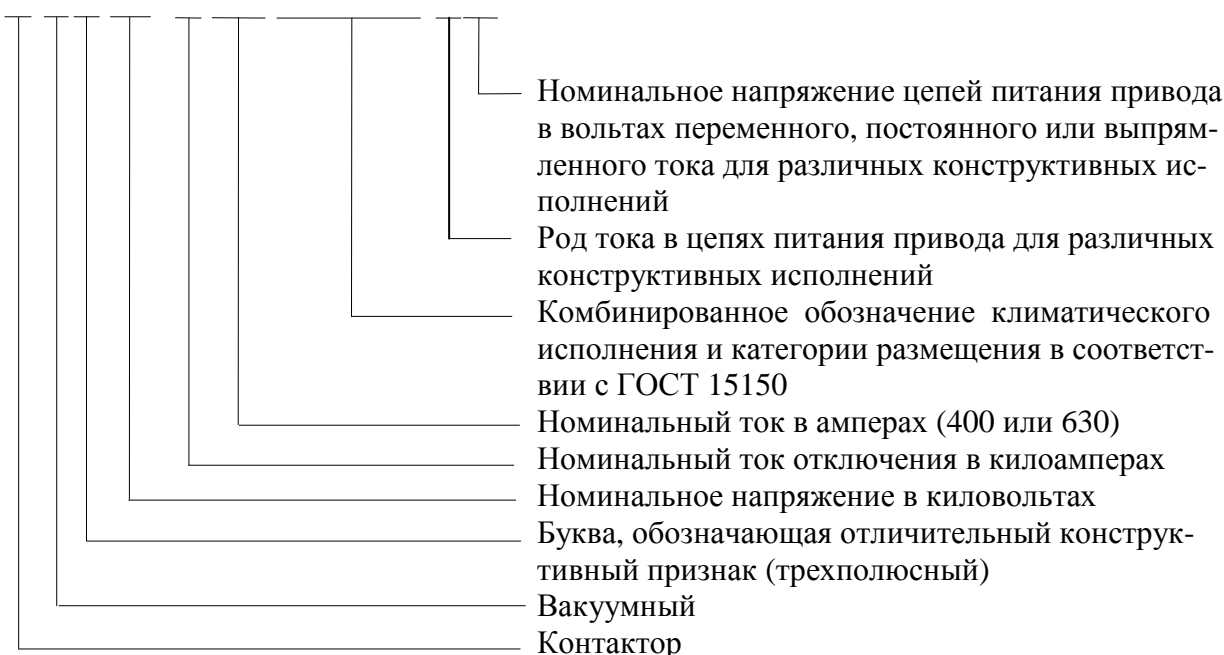 Номинальное напряжение цепей питания привода
в вольтах переменного, постоянного или выпрям-
ленного тока для различных конструктивных ис-
полнений
Род тока в цепях питания привода для различных
конструктивных исполнений
Комбинированное обозначение климатического
исполнения и категории размещения в соответст-
вии с ГОСТ 15150
Номинальный ток в амперах (400 или 630)
Номинальный ток отключения в килоамперах
Номинальное напряжение в киловольтах
Буква, обозначающая отличительный конструк-
тивный признак (трехполюсный)
Вакуумный
Контактор